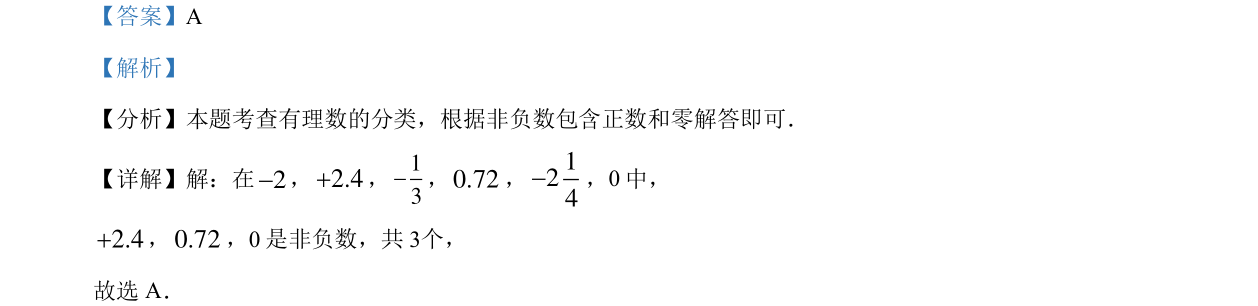 【答案】A
【解析】
【分析】本题考查有理数的分类，根据非负数包含正数和零解答即可．
【详解】解：在−2，+2.4，−1/3，0.72，−2 1/4，0中，
+2.4，0.72，0是非负数，共3个，
故选A．